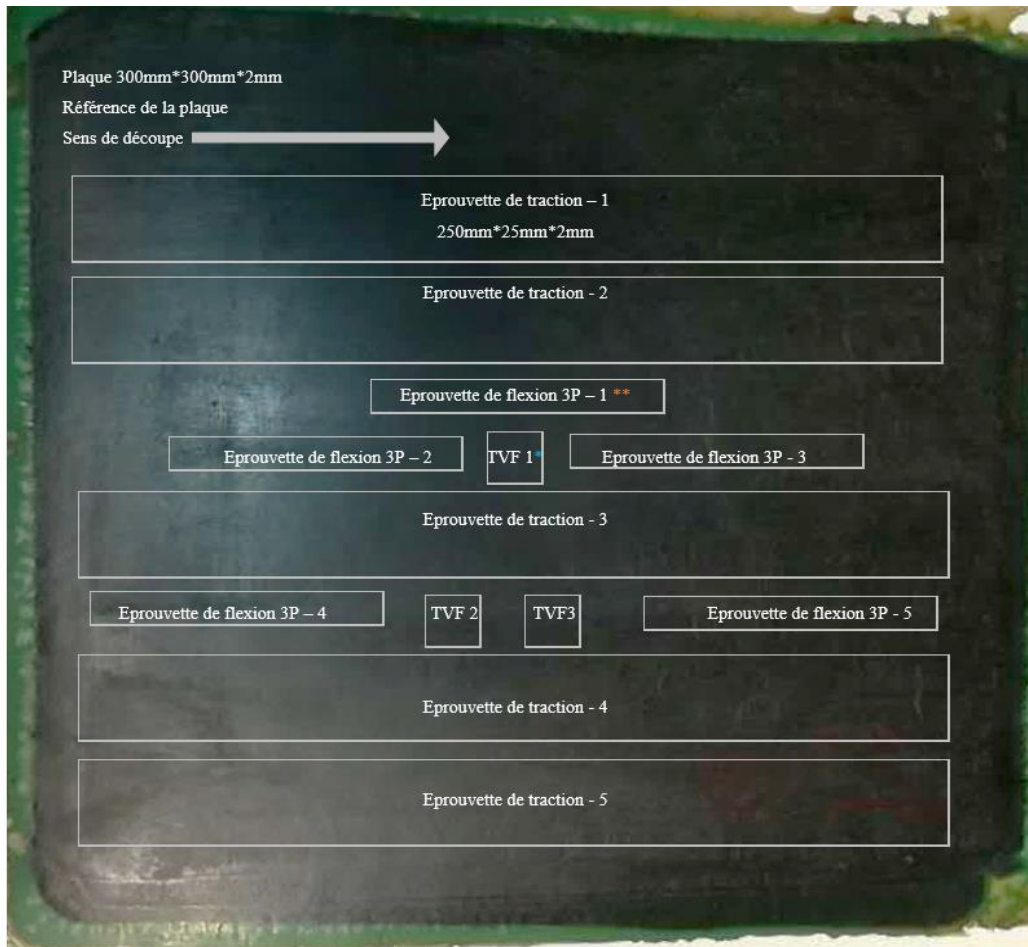 Plaque 300mm*300mm*2mm
Référence de la plaque
Sens de découpe
Eprouvette de traction – 1
250mm*25mm*2mm
Eprouvette de traction - 2
Eprouvette de flexion 3P – 1 **
Eprouvette de flexion 3P – 2
TVF 1*
Eprouvette de flexion 3P - 3
Eprouvette de traction - 3
Eprouvette de flexion 3P – 4
TVF 2
TVF3
Eprouvette de flexion 3P - 5
Eprouvette de traction - 4
Eprouvette de traction - 5